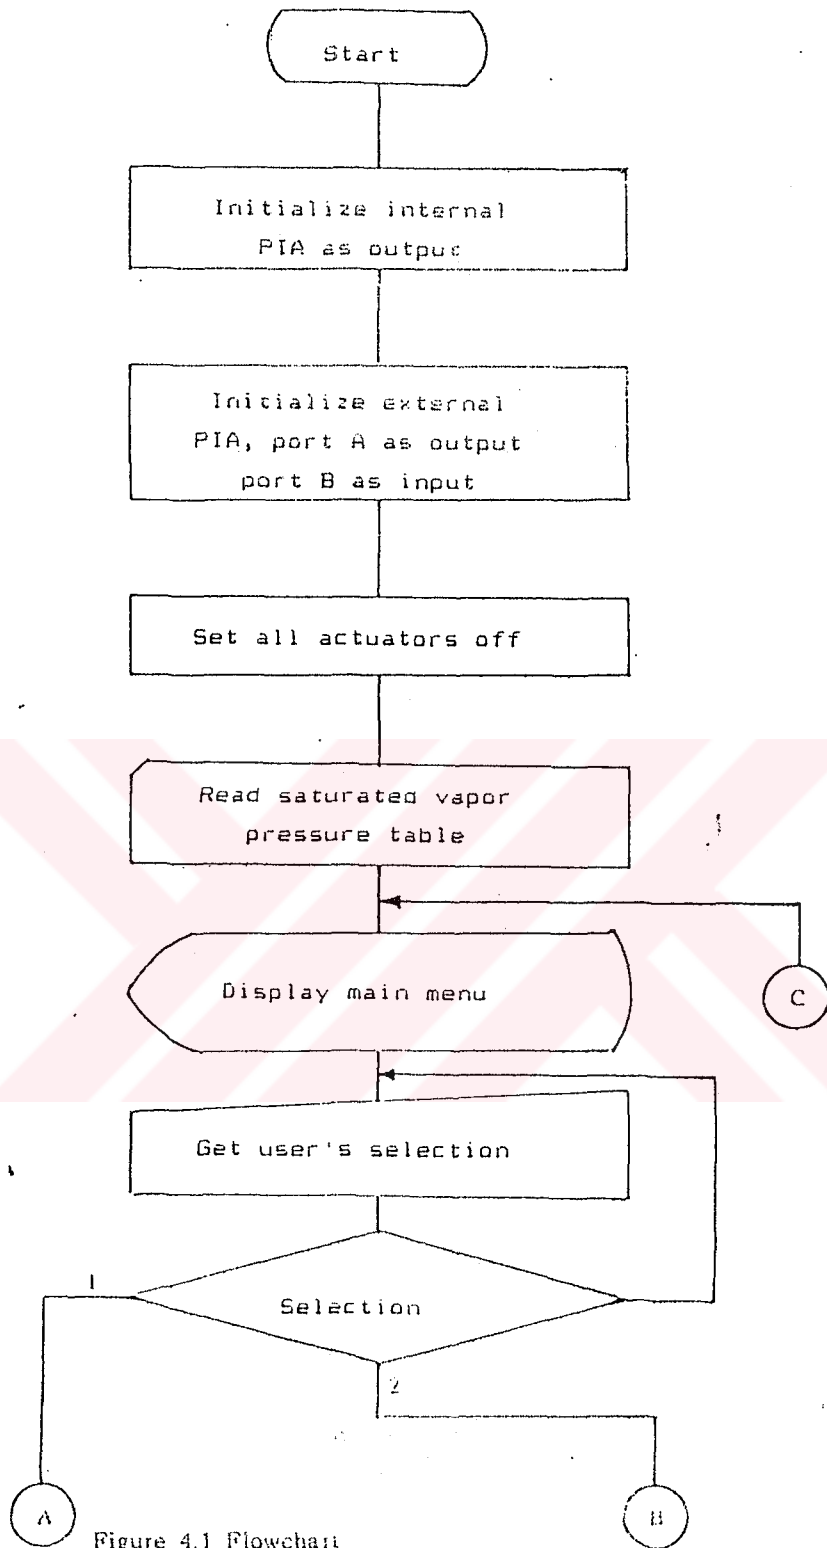 Start
Initialize internal
PIA as output
Initialize external
PIA, port A as output
port B as input
Set all actuators off
Read saturated vapor
pressure table
Display main menu
C
Get user's selection
1
Selection
2
A
B
Figure 4.1 Flowchart